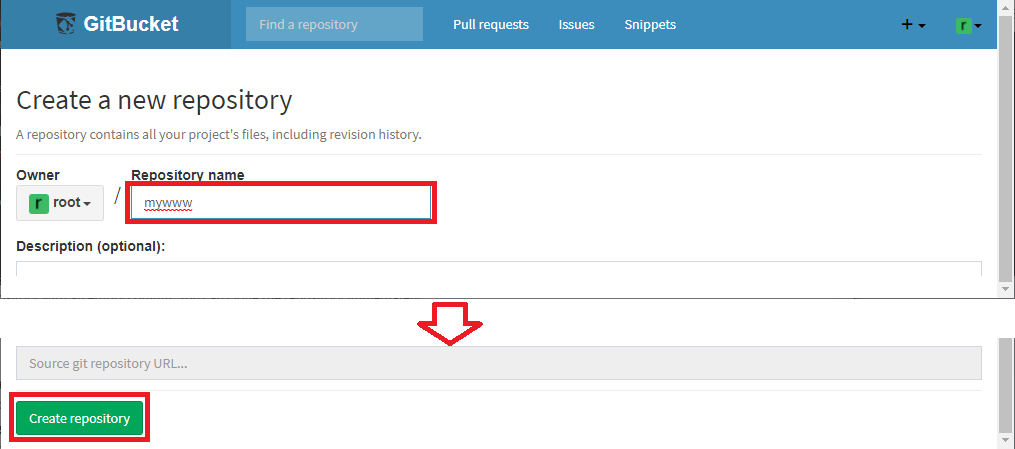 GitBucket Find a repository Pull requests Issues Snippets + r
Create a new repository
A repository contains all your project's files, including revision history.
Owner Repository name
r root / mywww
Description (optional):
Source git repository URL...
Create repository